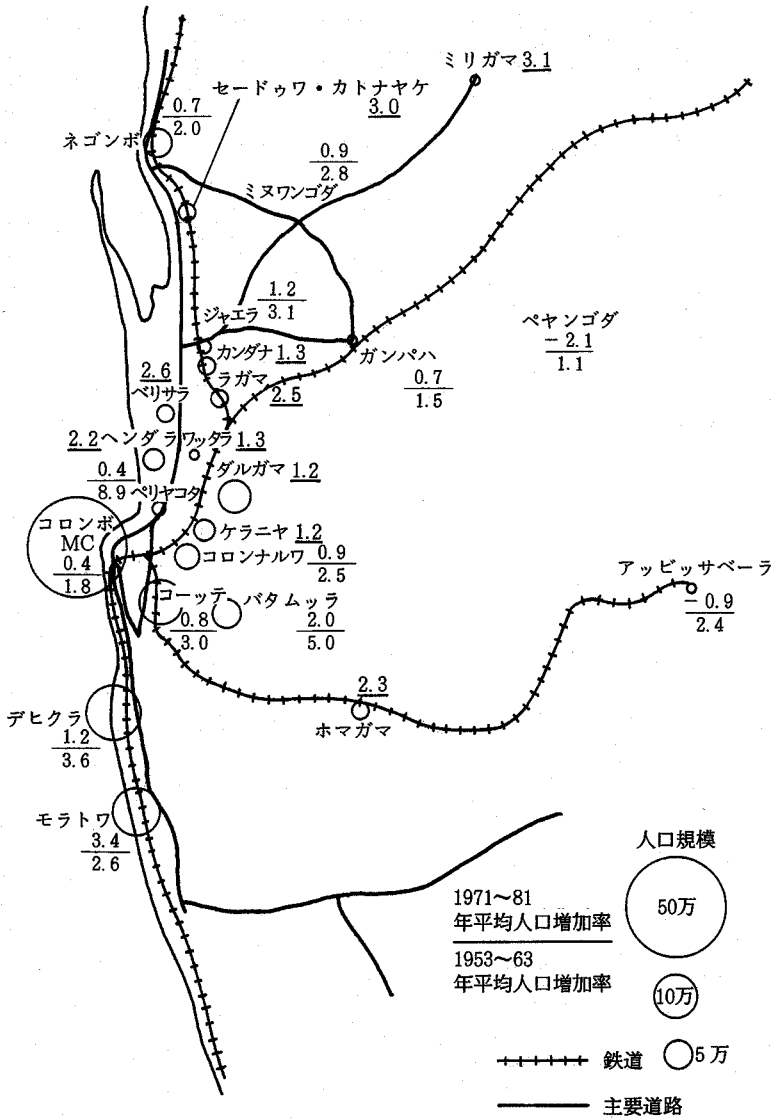 ミリガマ 3.1
セードゥワ・カトナヤケ
3.0
0.7
2.0
ネゴンボ
0.9
2.8
ミヌワンゴダ
1.2
3.1
ジャエラ
カンダナ 1.3
ガンパハ
0.7
1.5
ペヤンゴダ
-2.1
1.1
ラガマ
2.5
2.6
ベリサラ
2.2 ヘンダラ
ワッタラ 1.3
0.4
8.9
ペリヤコタ
ダルガマ 1.2
コロンボ
MC
0.4
1.8
ケラニヤ 1.2
コロンナルワ
0.9
2.5
アッビッサベーラ
-0.9
2.4
コーッテ
0.8
3.0
バタムッラ
2.0
5.0
2.3
ホマガマ
デヒクラ
1.2
3.6
モラトワ
3.4
2.6
人口規模
50万
10万
5万
1971~81
年平均人口増加率
1953~63
年平均人口増加率
鉄道
主要道路